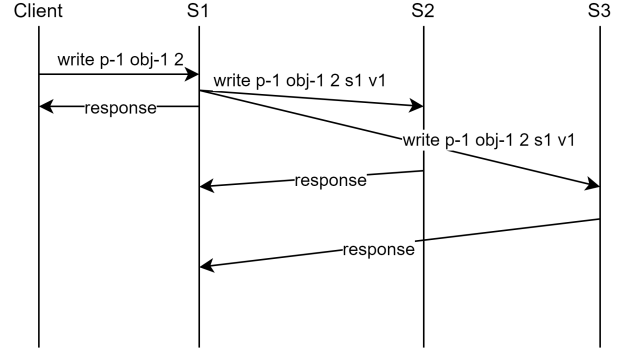 Client
S1
S2
S3
write p-1 obj-1 2
write p-1 obj-1 2 s1 v1
response
write p-1 obj-1 2 s1 v1
response
response